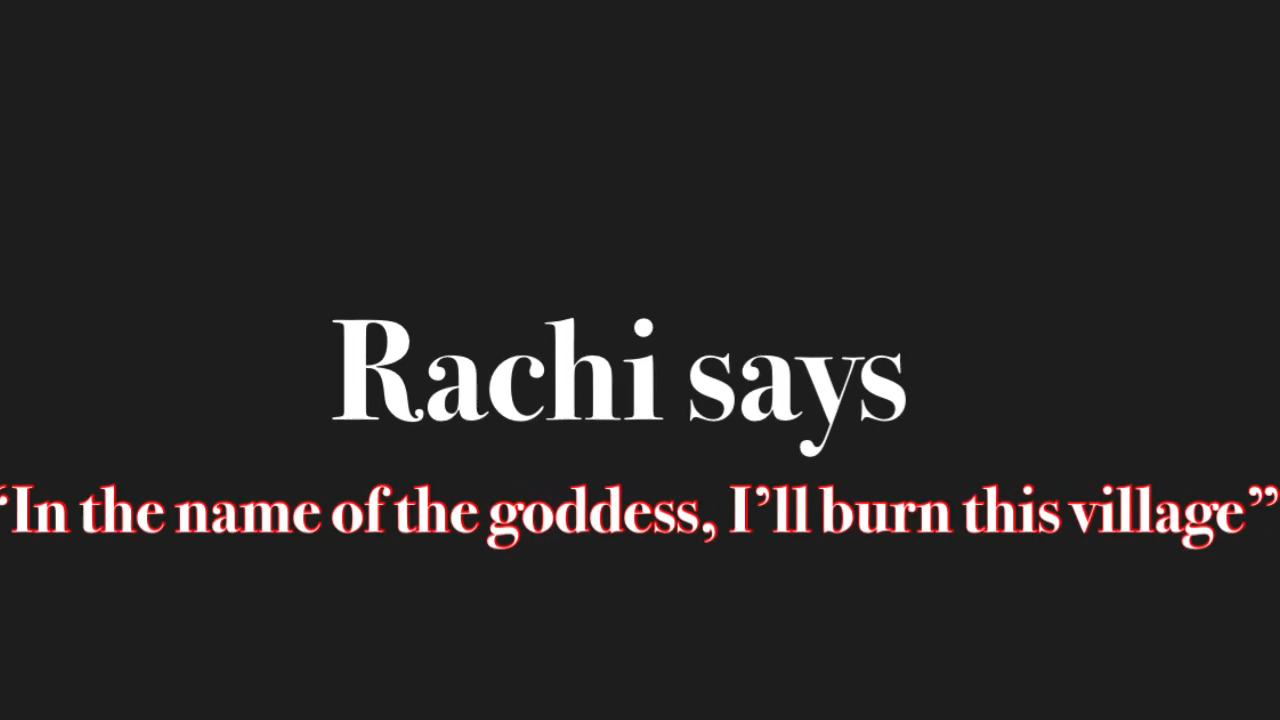 Rachi says
“In the name of the goddess, I’ll burn this village”